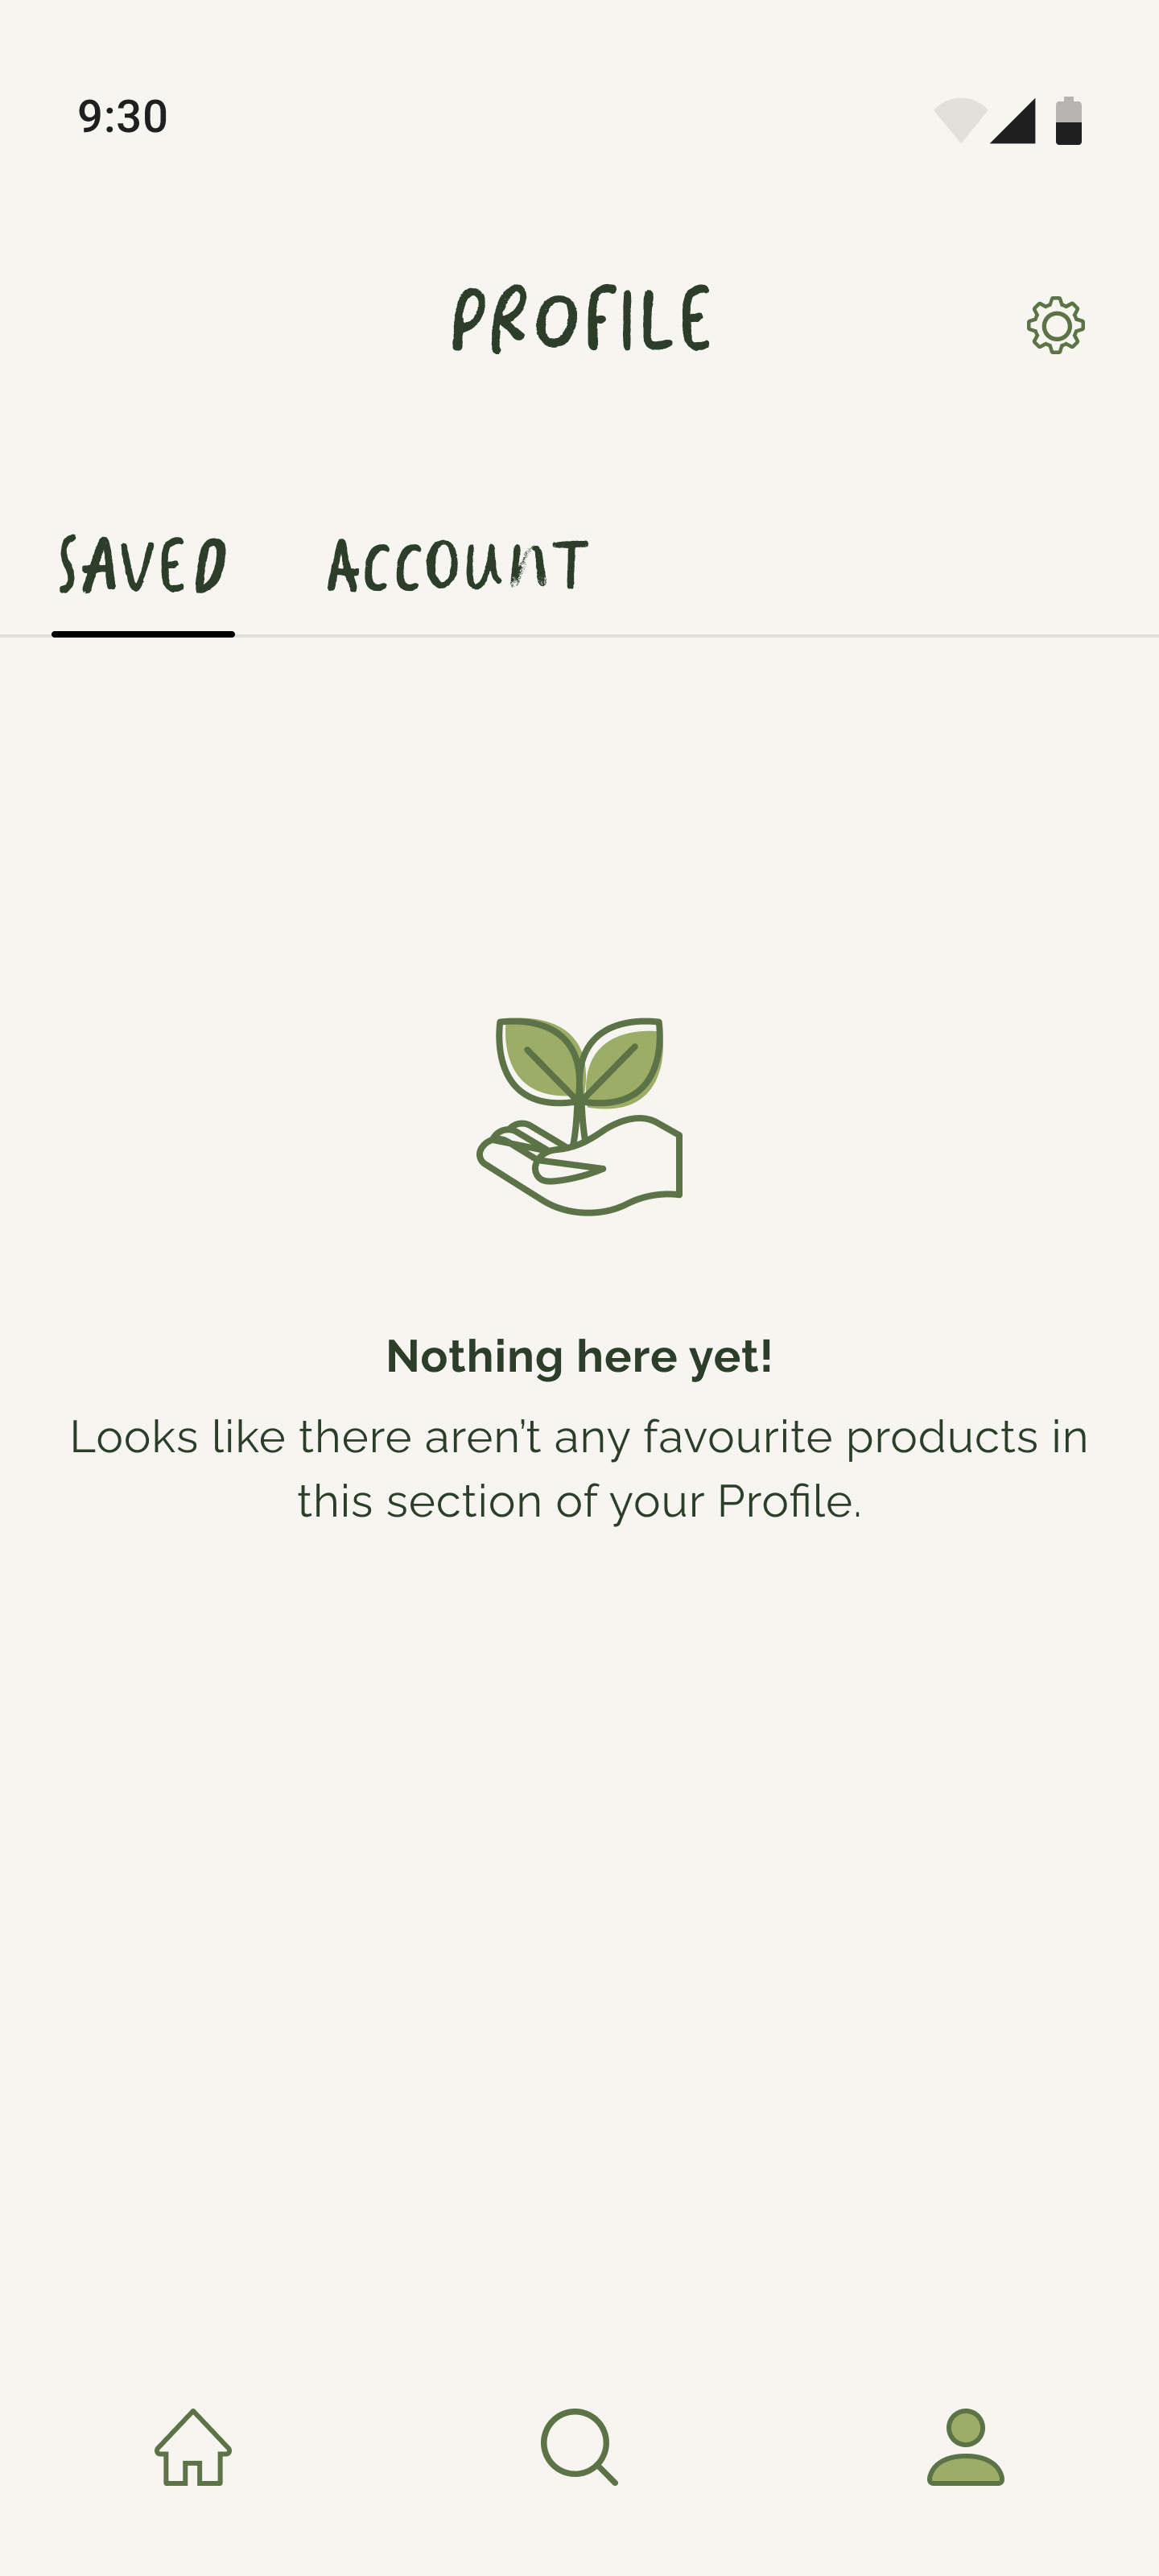 9:30
PROFILE
SAVED ACCOUNT
Nothing here yet!
Looks like there aren’t any favourite products in
this section of your Profile.